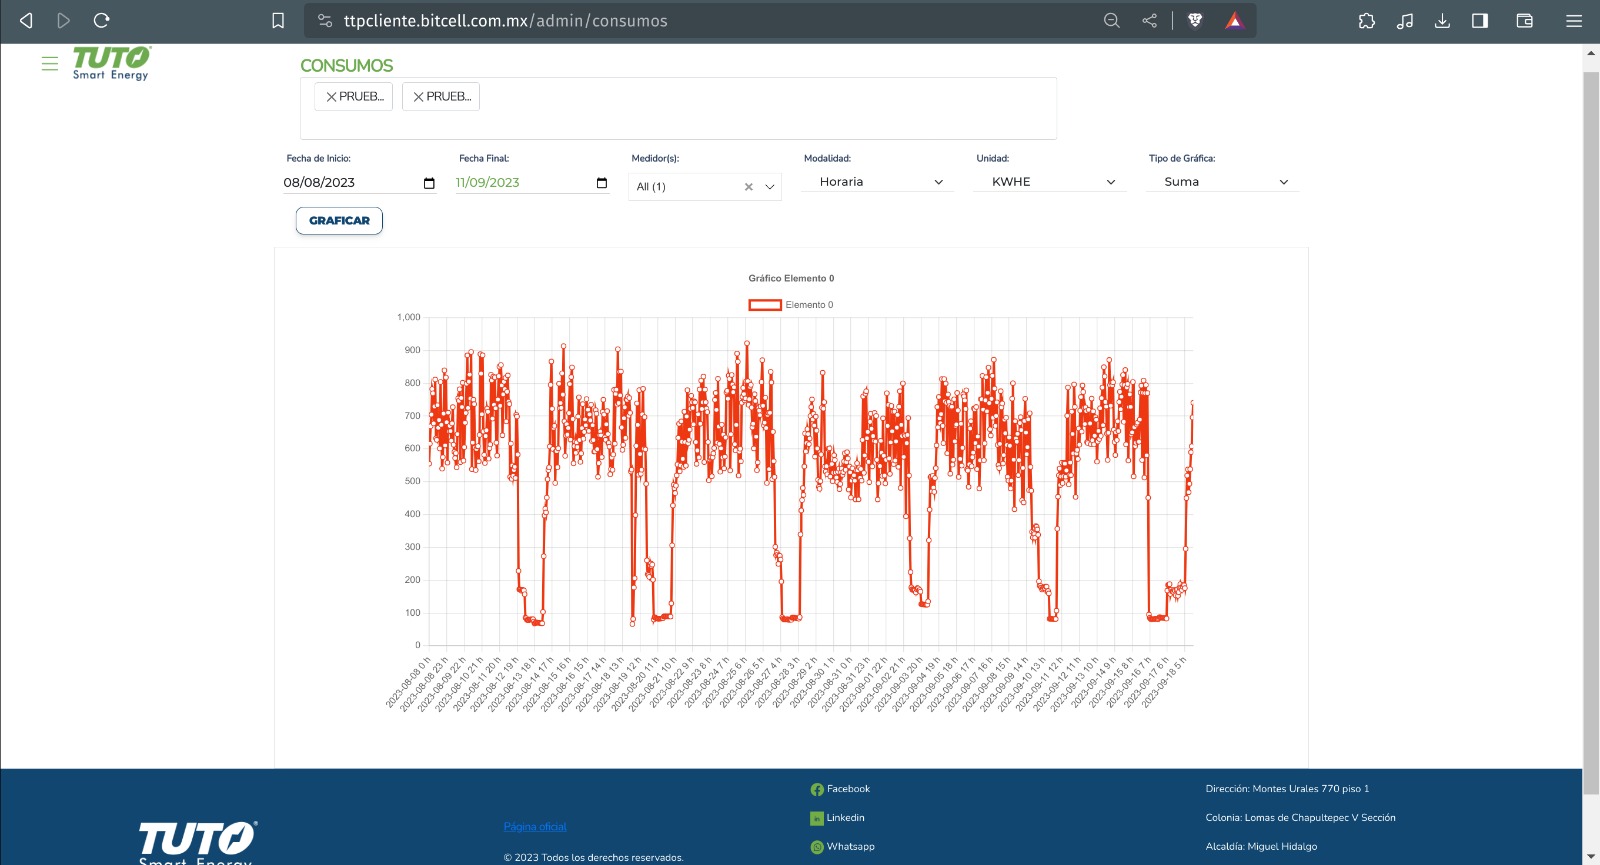 ttpcliente.bitcell.com.mx/admin/consumos
TUTO
Smart Energy
CONSUMOS
PRUEB...
PRUEB...
Fecha de Inicio:
Fecha Final:
Medidor(s):
Modalidad:
Unidad:
Tipo de Gráfica:
08/08/2023
11/09/2023
All (1)
Horaria
KWHE
Suma
GRAFICAR
Gráfico Elemento 0
Elemento 0
1,000
900
800
700
600
500
400
300
200
100
0
2023-08-08 0 h
2023-08-08 23 h
2023-08-09 22 h
2023-08-10 21 h
2023-08-11 20 h
2023-08-12 19 h
2023-08-13 18 h
2023-08-14 17 h
2023-08-15 16 h
2023-08-16 15 h
2023-08-17 14 h
2023-08-18 13 h
2023-08-19 12 h
2023-08-20 11 h
2023-08-21 10 h
2023-08-22 9 h
2023-08-23 8 h
2023-08-24 7 h
2023-08-25 6 h
2023-08-26 5 h
2023-08-27 4 h
2023-08-28 3 h
2023-08-29 2 h
2023-08-30 1 h
2023-08-31 0 h
2023-08-31 23 h
2023-09-01 22 h
2023-09-02 21 h
2023-09-03 20 h
2023-09-04 19 h
2023-09-05 18 h
2023-09-06 17 h
2023-09-07 16 h
2023-09-08 15 h
2023-09-09 14 h
2023-09-10 13 h
2023-09-11 12 h
2023-09-12 11 h
2023-09-13 10 h
2023-09-14 9 h
2023-09-15 8 h
2023-09-16 7 h
2023-09-17 6 h
2023-09-18 5 h
TUTO
Smart Energy
Página oficial
© 2023 Todos los derechos reservados.
Facebook
Linkedin
Whatsapp
Dirección: Montes Urales 770 piso 1
Colonia: Lomas de Chapultepec V Sección
Alcaldía: Miguel Hidalgo